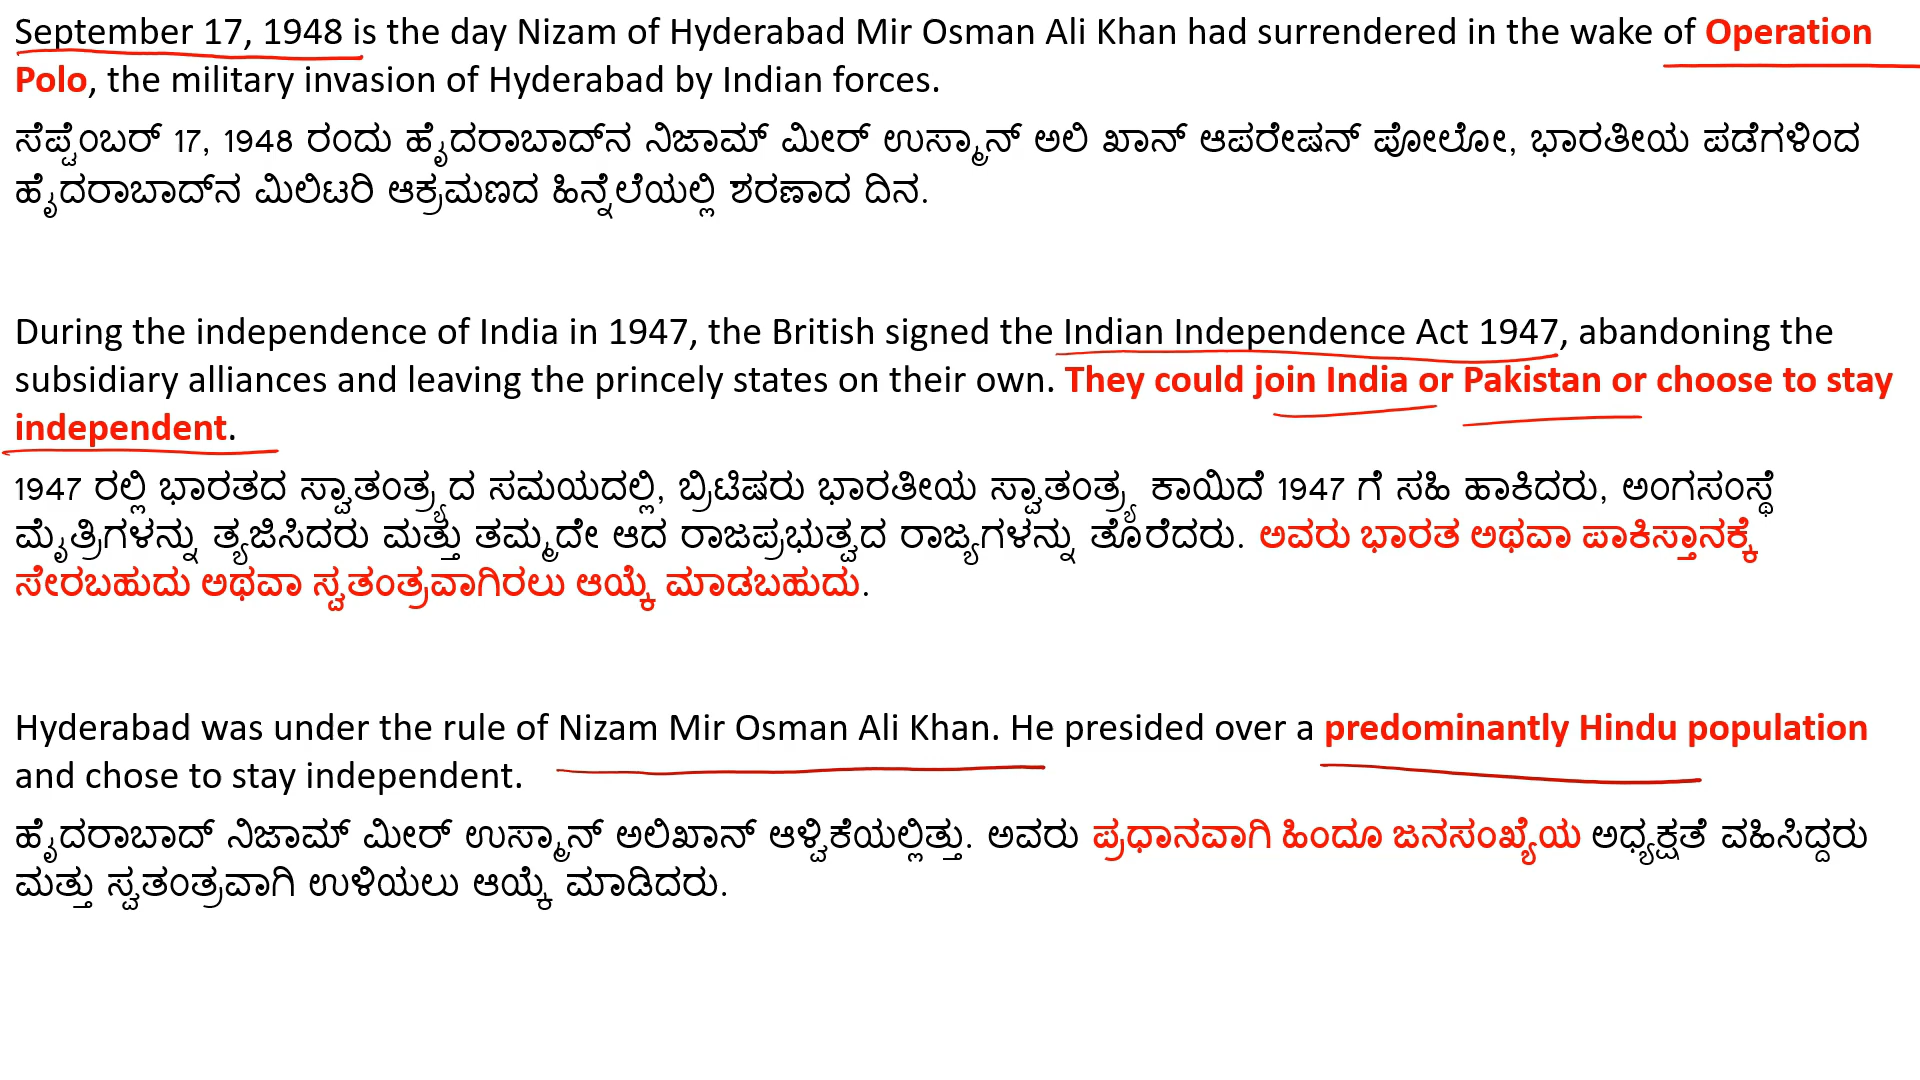 September 17, 1948 is the day Nizam of Hyderabad Mir Osman Ali Khan had surrendered in the wake of Operation
Polo, the military invasion of Hyderabad by Indian forces.
ಸೆಪ್ಟೆಂಬರ್ 17, 1948 ರಂದು ಹೈದರಾಬಾದ್‌ನ ನಿಜಾಮ್ ಮೀರ್ ಉಸ್ಮಾನ್ ಅಲಿ ಖಾನ್ ಆಪರೇಷನ್ ಪೋಲೋ, ಭಾರತೀಯ ಪಡೆಗಳಿಂದ
ಹೈದರಾಬಾದ್‌ನ ಮಿಲಿಟರಿ ಆಕ್ರಮಣದ ಹಿನ್ನೆಲೆಯಲ್ಲಿ ಶರಣಾದ ದಿನ.
During the independence of India in 1947, the British signed the Indian Independence Act 1947, abandoning the
subsidiary alliances and leaving the princely states on their own. They could join India or Pakistan or choose to stay
independent.
1947 ರಲ್ಲಿ ಭಾರತದ ಸ್ವಾತಂತ್ರ್ಯದ ಸಮಯದಲ್ಲಿ, ಬ್ರಿಟಿಷರು ಭಾರತೀಯ ಸ್ವಾತಂತ್ರ್ಯ ಕಾಯಿದೆ 1947 ಗೆ ಸಹಿ ಹಾಕಿದರು, ಅಂಗಸಂಸ್ಥೆ
ಮೈತ್ರಿಗಳನ್ನು ತ್ಯಜಿಸಿದರು ಮತ್ತು ತಮ್ಮದೇ ಆದ ರಾಜಪ್ರಭುತ್ವದ ರಾಜ್ಯಗಳನ್ನು ತೊರೆದರು. ಅವರು ಭಾರತ ಅಥವಾ ಪಾಕಿಸ್ತಾನಕ್ಕೆ
ಸೇರಬಹುದು ಅಥವಾ ಸ್ವತಂತ್ರವಾಗಿರಲು ಆಯ್ಕೆ ಮಾಡಬಹುದು.
Hyderabad was under the rule of Nizam Mir Osman Ali Khan. He presided over a predominantly Hindu population
and chose to stay independent.
ಹೈದರಾಬಾದ್ ನಿಜಾಮ್ ಮೀರ್ ಉಸ್ಮಾನ್ ಅಲಿಖಾನ್ ಆಳ್ವಿಕೆಯಲ್ಲಿತ್ತು. ಅವರು ಪ್ರಧಾನವಾಗಿ ಹಿಂದೂ ಜನಸಂಖ್ಯೆಯ ಅಧ್ಯಕ್ಷತೆ ವಹಿಸಿದ್ದರು
ಮತ್ತು ಸ್ವತಂತ್ರವಾಗಿ ಉಳಿಯಲು ಆಯ್ಕೆ ಮಾಡಿದರು.